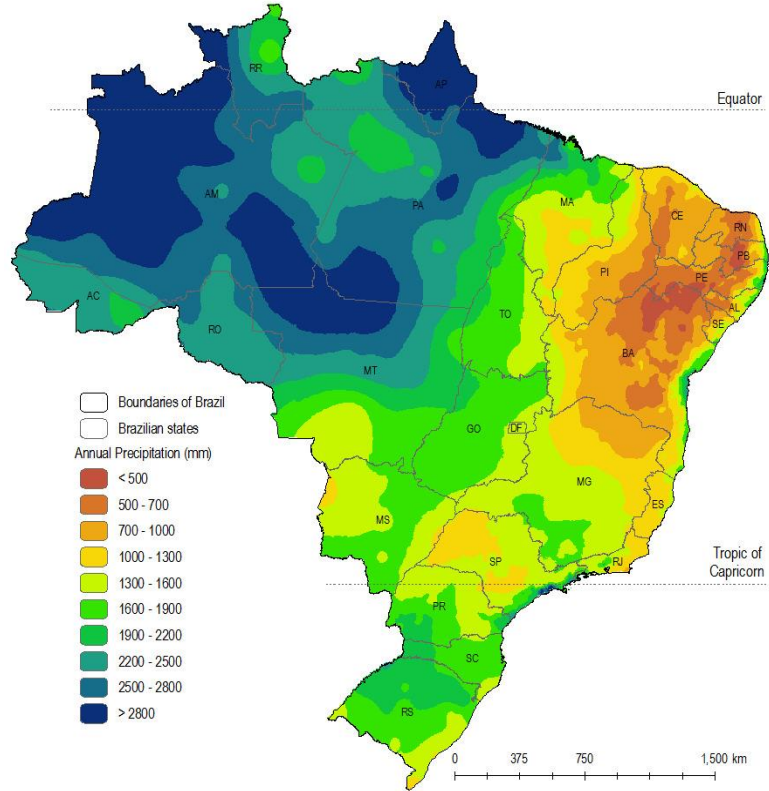 RR
AP
Equator
AM
PA
MA
CE
RN
PB
PI
PE
AC
AL
TO
SE
RO
BA
MT
Boundaries of Brazil
Brazilian states
GO
DF
Annual Precipitation (mm)
< 500
MG
500 - 700
ES
700 - 1000
MS
1000 - 1300
SP
RJ
Tropic of
Capricorn
1300 - 1600
PR
1600 - 1900
1900 - 2200
SC
2200 - 2500
2500 - 2800
RS
> 2800
0 375 750 1,500 km